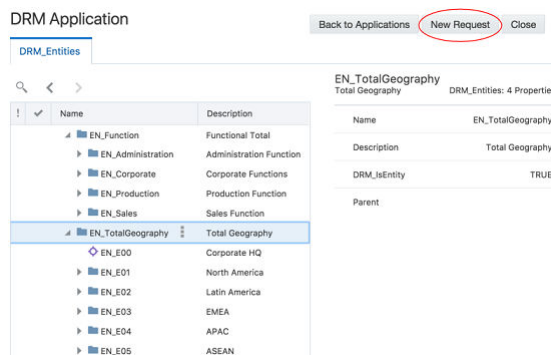 DRM Application
Back to Applications New Request Close
DRM_Entities
! Name Description
EN_Function Functional Total
EN_Administration Administration Function
EN_Corporate Corporate Functions
EN_Production Production Function
EN_Sales Sales Function
EN_TotalGeography Total Geography
EN_E00 Corporate HQ
EN_E01 North America
EN_E02 Latin America
EN_E03 EMEA
EN_E04 APAC
EN_E05 ASEAN
EN_TotalGeography
Total Geography DRM_Entities: 4 Propertie
Name EN_TotalGeography
Description Total Geography
DRM_IsEntity TRUE
Parent